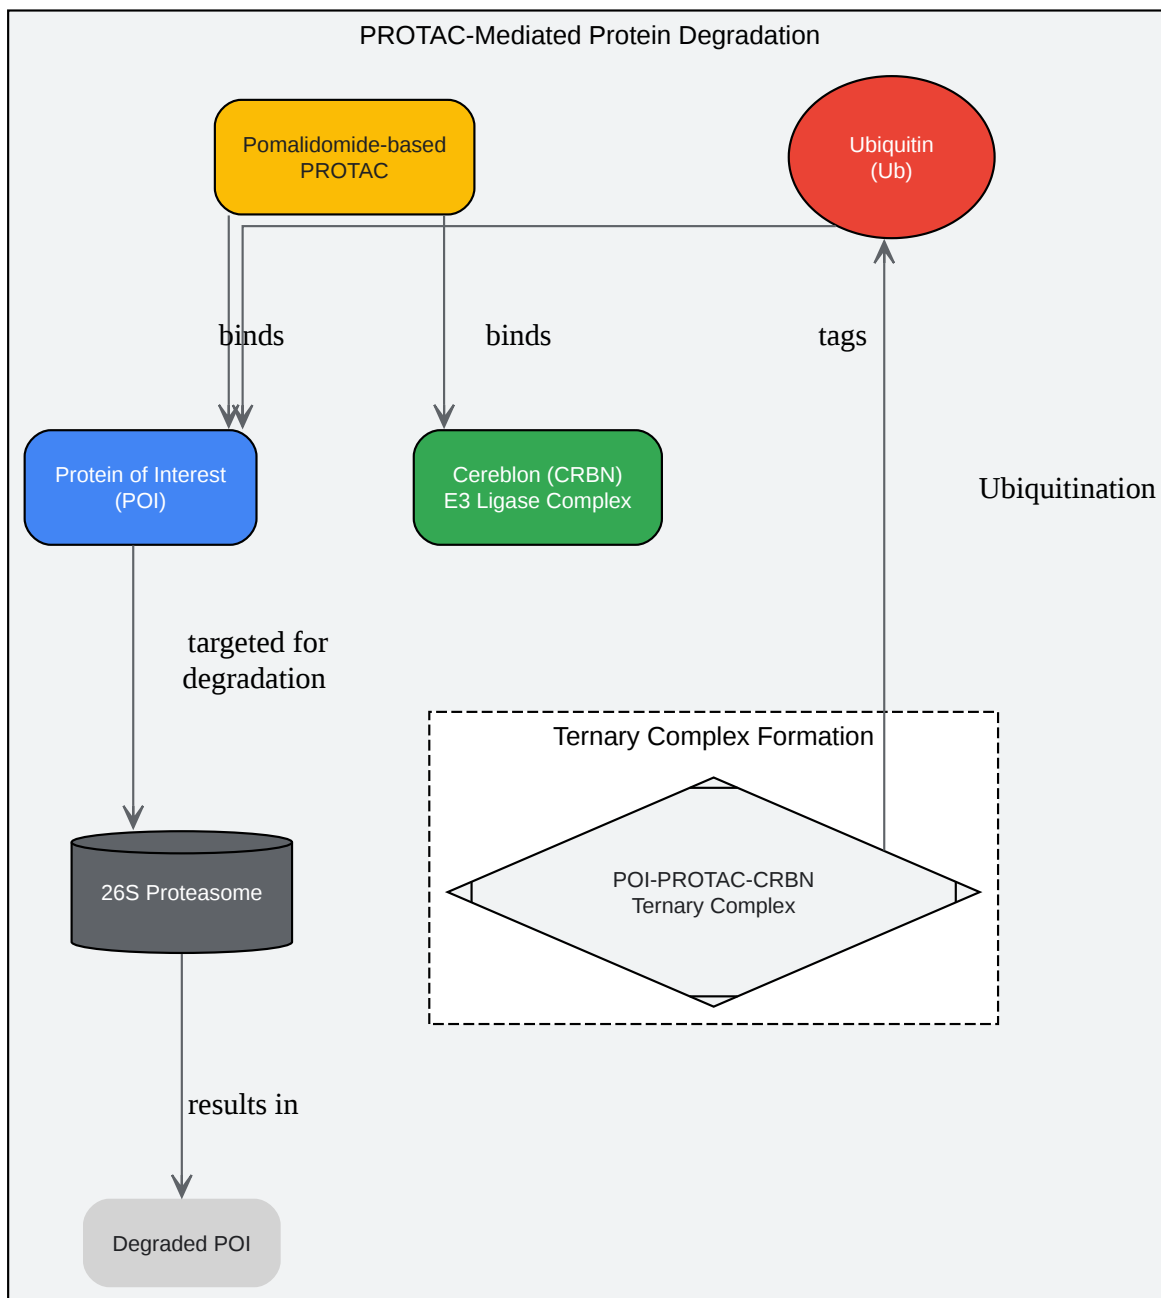 PROTAC-Mediated Protein Degradation
Pomalidomide-based
PROTAC
Ubiquitin
(Ub)
binds
binds
tags
Protein of Interest
(POI)
Cereblon (CRBN)
E3 Ligase Complex
Ubiquitination
targeted for
degradation
Ternary Complex Formation
26S Proteasome
POI-PROTAC-CRBN
Ternary Complex
results in
Degraded POI